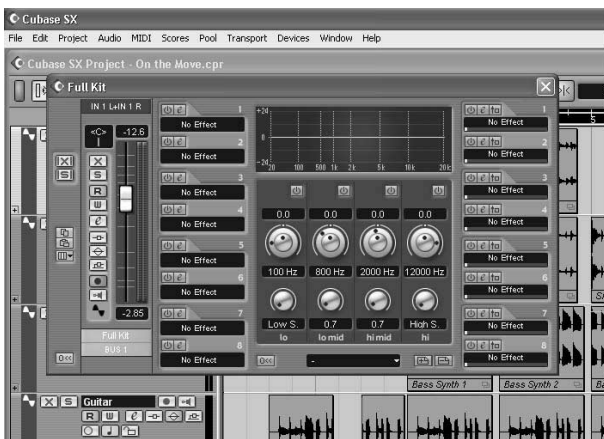 Cubase SX
File Edit Project Audio MIDI Scores Pool Transport Devices Window Help
Cubase SX Project - On the Move.cpr
Full Kit
IN 1 L+IN 1 R
<C> -12.6
X S
X
S
R
W
e
-2.85
Full Kit
BUS 1
1
No Effect
2
No Effect
3
No Effect
4
No Effect
5
No Effect
6
No Effect
7
No Effect
8
No Effect
+24
0
-24
20 100 500 1k 2k 5k 10k 20k
0.0 0.0 0.0 0.0
100 Hz 800 Hz 2000 Hz 12000 Hz
Low S. 0.7 0.7 High S.
lo lo mid hi mid hi
1
No Effect
2
No Effect
3
No Effect
4
No Effect
5
No Effect
6
No Effect
7
No Effect
8
No Effect
5
Bass Synth 1 Bass Synth 2
X S Guitar
R W e